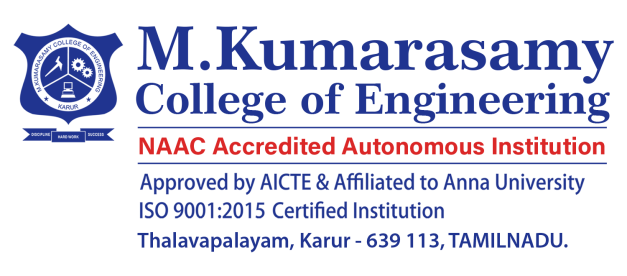 M.KUMARASAMY COLLEGE OF ENGINEERING
KARUR
DISCIPLINE HARD WORK SUCCESS
M.Kumarasamy
College of Engineering
NAAC Accredited Autonomous Institution
Approved by AICTE & Affiliated to Anna University
ISO 9001:2015 Certified Institution
Thalavapalayam, Karur - 639 113, TAMILNADU.